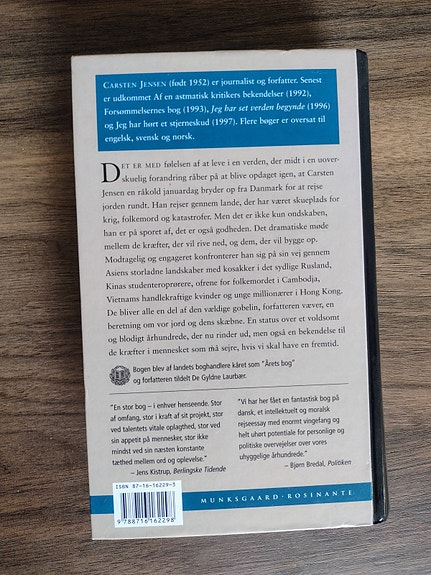 CARSTEN JENSEN (født 1952) er journalist og forfatter. Senest
er udkommet Af en astmatisk kritikers bekendelser (1992),
Forsømmelsernes bog (1993), Jeg har set verden begynde (1996)
og Jeg har hørt et stjerneskud (1997). Flere bøger er oversat til
engelsk, svensk og norsk.
DET ER MED følelsen af at leve i en verden, der midt i en uover-
skuelig forandring råber på at blive opdaget igen, at Carsten
Jensen en råkold januardag bryder op fra Danmark for at rejse
jorden rundt. Han rejser gennem lande, der har været skueplads for
krig, folkemord og katastrofer. Men det er ikke kun ondskaben,
han er på sporet af, det er også godheden. Det dramatiske møde
mellem de kræfter, der vil rive ned, og dem, der vil bygge op.
Modtagelig og engageret konfronterer han sig på sin vej gennem
Asiens storladne landskaber med kosakker i det sydlige Rusland,
Kinas studenteroprørere, ofrene for folkemordet i Cambodja,
Vietnams handlekraftige kvinder og unge millionærer i Hong Kong.
De bliver alle en del af den vældige gobelin, forfatteren væver, en
beretning om vor jord og dens skæbne. En status over et voldsomt
og blodigt århundrede, der nu rinder ud, men også en bekendelse til
de kræfter i mennesket som må sejre, hvis vi skal have en fremtid.
Bogen blev af landets boghandlere kåret som "Årets bog"
og forfatteren tildelt De Gyldne Laurbær.
"En stor bog – i enhver henseende. Stor
af omfang, stor i kraft af sit projekt, stor
ved talentets vitale oplagthed, stor ved
sin appetit på mennesker, stor ikke
mindst ved sin næsten konstante
tæthed mellem ord og oplevelse."
– Jens Kistrup, Berlingske Tidende
"Vi har her fået en fantastisk bog på
dansk, et intellektuelt og moralsk
rejseessay med enormt vingefang og
helt uhørt potentiale for personlige og
politiske overvejelser over vores
uhyggelige århundrede."
– Bjørn Bredal, Politiken
ISBN 87-16-16229-3
9 788716 162298
MUNKSGAARD · ROSINANTE